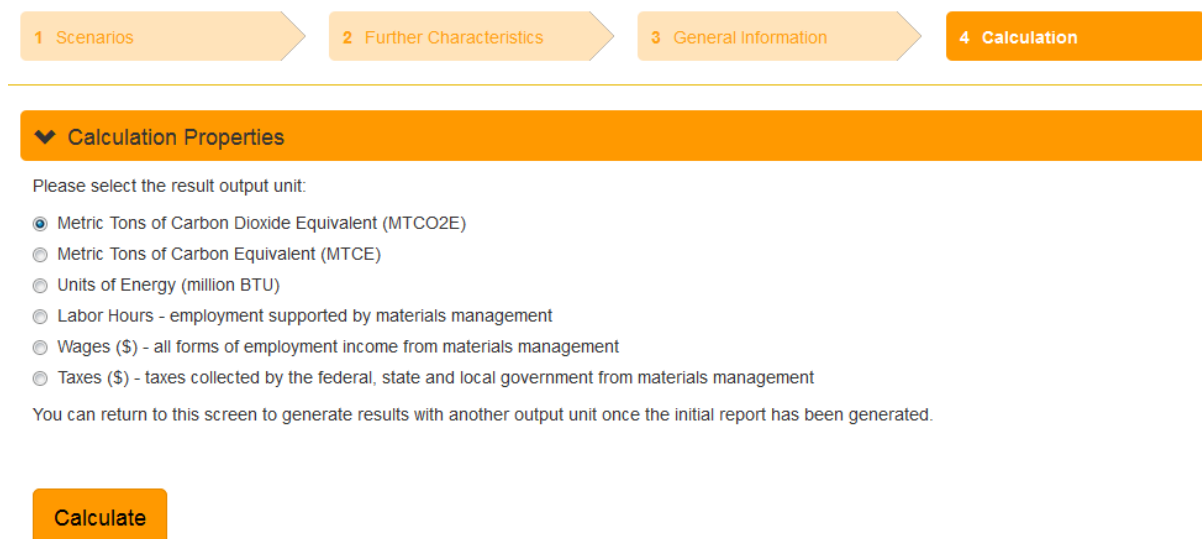 1 Scenarios
2 Further Characteristics
3 General Information
4 Calculation
Calculation Properties
Please select the result output unit:
Metric Tons of Carbon Dioxide Equivalent (MTCO2E)
Metric Tons of Carbon Equivalent (MTCE)
Units of Energy (million BTU)
Labor Hours - employment supported by materials management
Wages ($) - all forms of employment income from materials management
Taxes ($) - taxes collected by the federal, state and local government from materials management
You can return to this screen to generate results with another output unit once the initial report has been generated.
Calculate